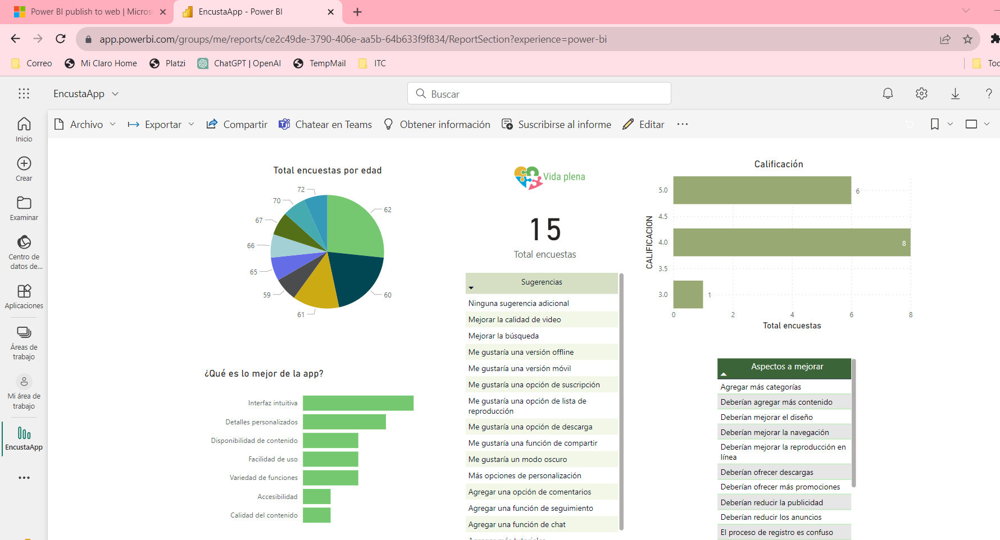 Power BI publish to web | Micros
EncustaApp - Power BI
app.powerbi.com/groups/me/reports/ce2c49de-3790-406e-aa5b-64b633f9f834/ReportSection?experience=power-bi
Correo
Mi Claro Home
Platzi
ChatGPT | OpenAI
TempMail
ITC
Toc
EncustaApp
Buscar
?
Archivo
Exportar
Compartir
Chatear en Teams
Obtener información
Suscribirse al informe
Editar
Inicio
Crear
Examinar
Centro de
datos de...
Aplicaciones
Áreas de
trabajo
Mi área de
trabajo
EncustaApp
Total encuestas por edad
72
70
67
66
65
59
61
60
62
¿Qué es lo mejor de la app?
Interfaz intuitiva
Detalles personalizados
Disponibilidad de contenido
Facilidad de uso
Variedad de funciones
Accesibilidad
Calidad del contenido
Vida plena
15
Total encuestas
Sugerencias
Ninguna sugerencia adicional
Mejorar la calidad de video
Mejorar la búsqueda
Me gustaría una versión offline
Me gustaría una versión móvil
Me gustaría una opción de suscripción
Me gustaría una opción de lista de
reproducción
Me gustaría una opción de descarga
Me gustaría una función de compartir
Me gustaría un modo oscuro
Más opciones de personalización
Agregar una opción de comentarios
Agregar una función de seguimiento
Agregar una función de chat
Agregar más tutoriales
Calificación
CALIFICACION
5.0
4.5
4.0
3.5
3.0
6
8
1
0
2
4
6
8
Total encuestas
Aspectos a mejorar
Agregar más categorías
Deberían agregar más contenido
Deberían mejorar el diseño
Deberían mejorar la navegación
Deberían mejorar la reproducción en
línea
Deberían ofrecer descargas
Deberían ofrecer más promociones
Deberían reducir la publicidad
Deberían reducir los anuncios
El proceso de registro es confuso